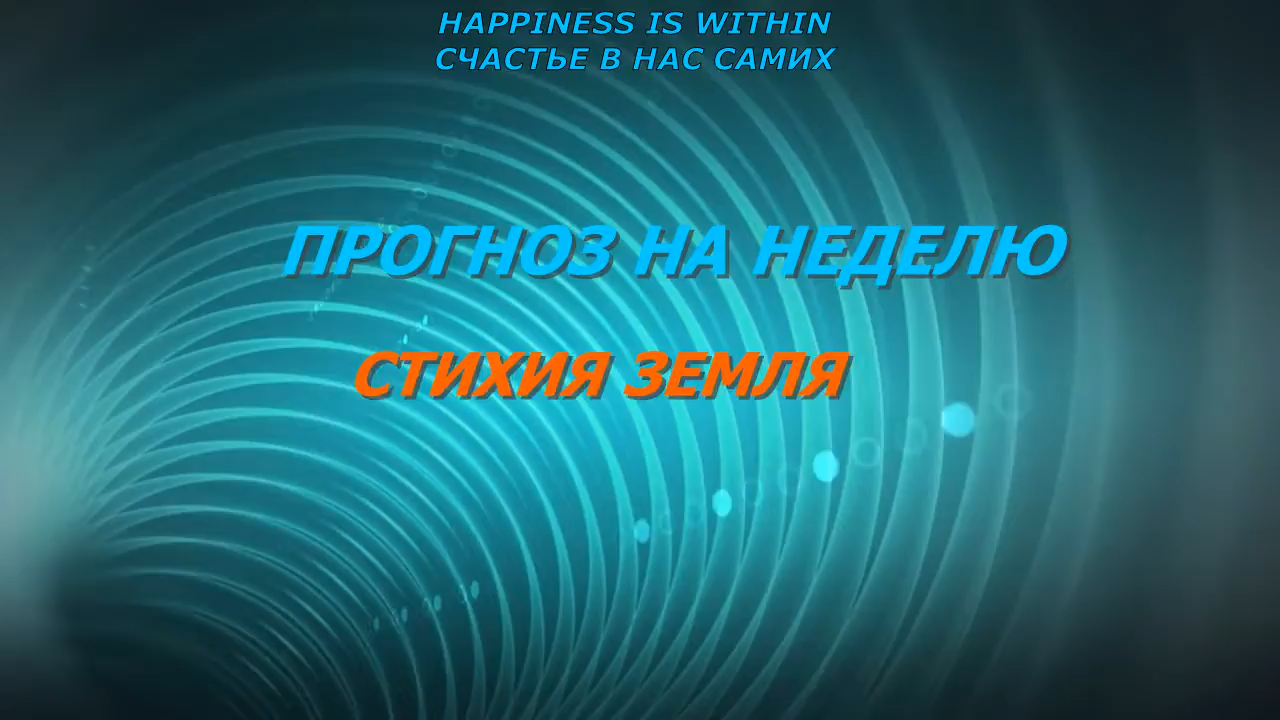 HAPPINESS IS WITHIN
СЧАСТЬЕ В НАС САМИХ
ПРОГНОЗ НА НЕДЕЛЮ
СТИХИЯ ЗЕМЛЯ